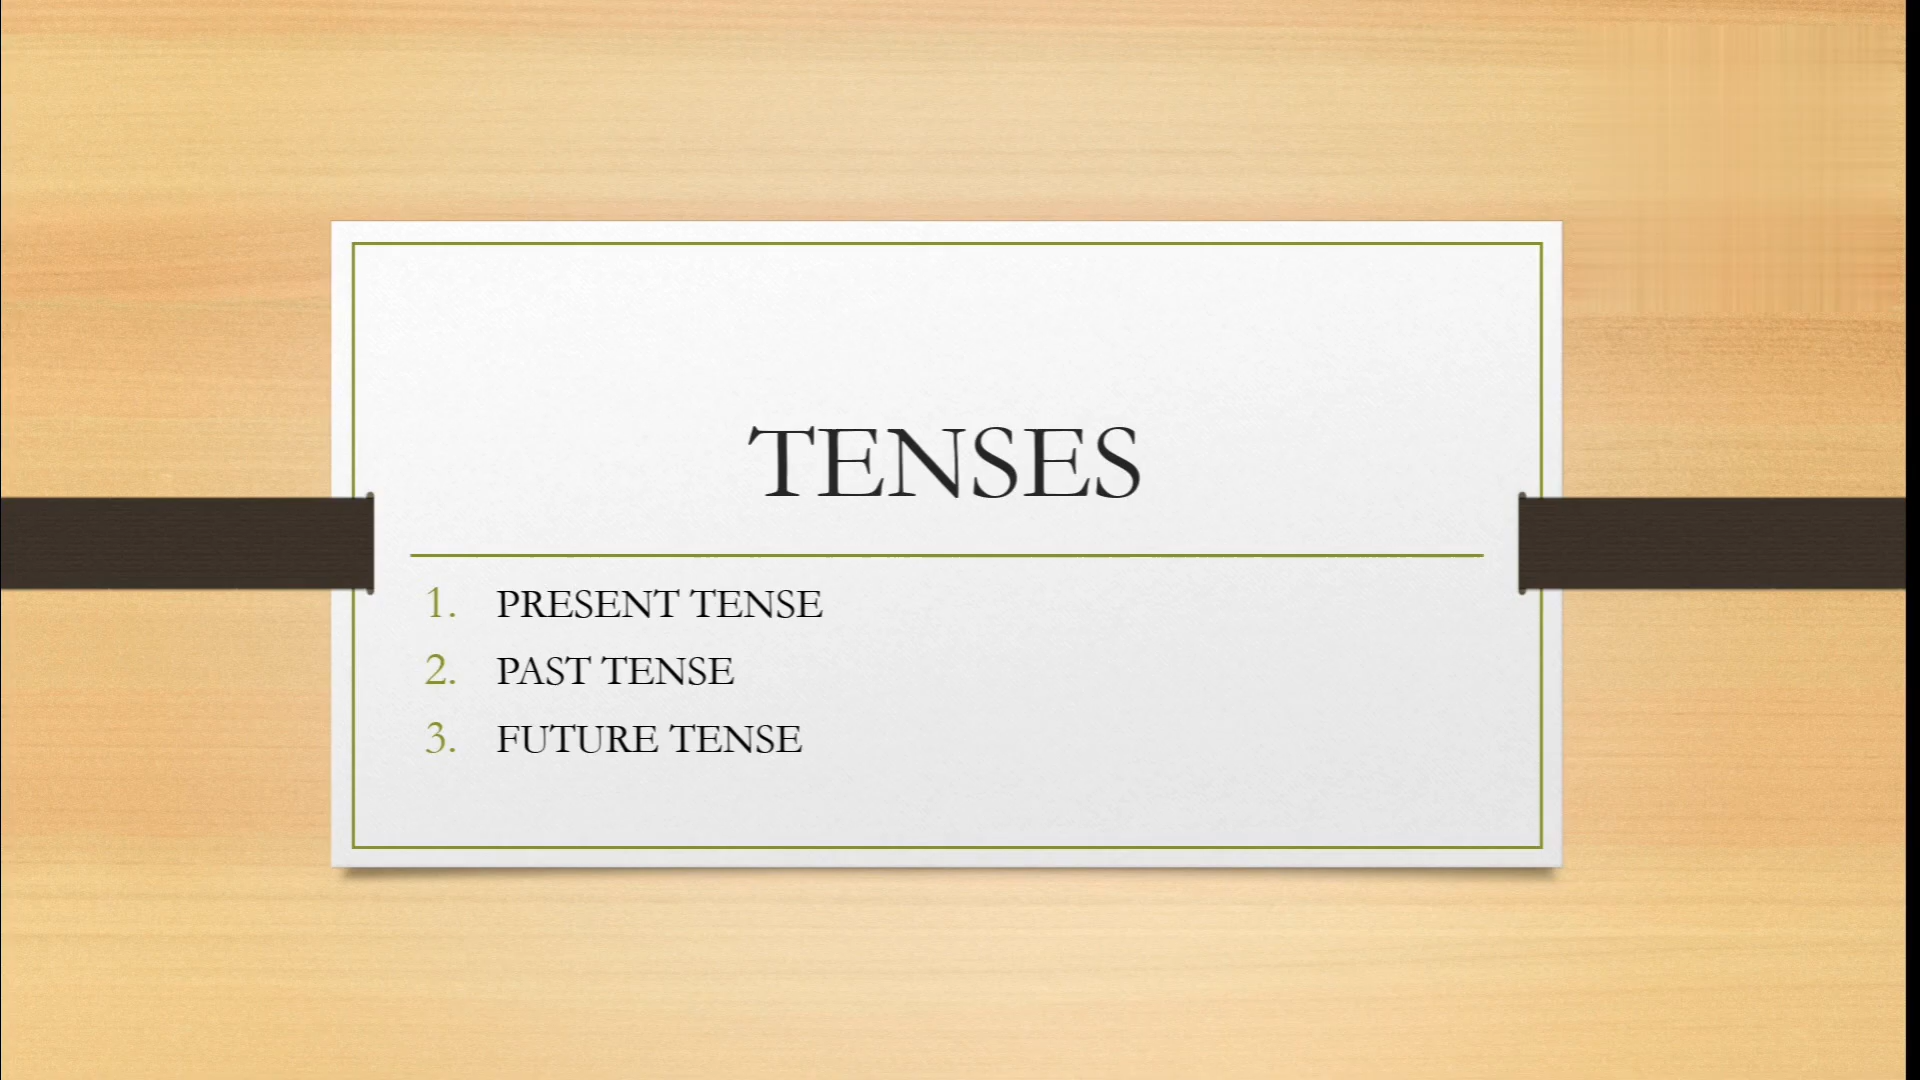 TENSES
1. PRESENT TENSE
2. PAST TENSE
3. FUTURE TENSE